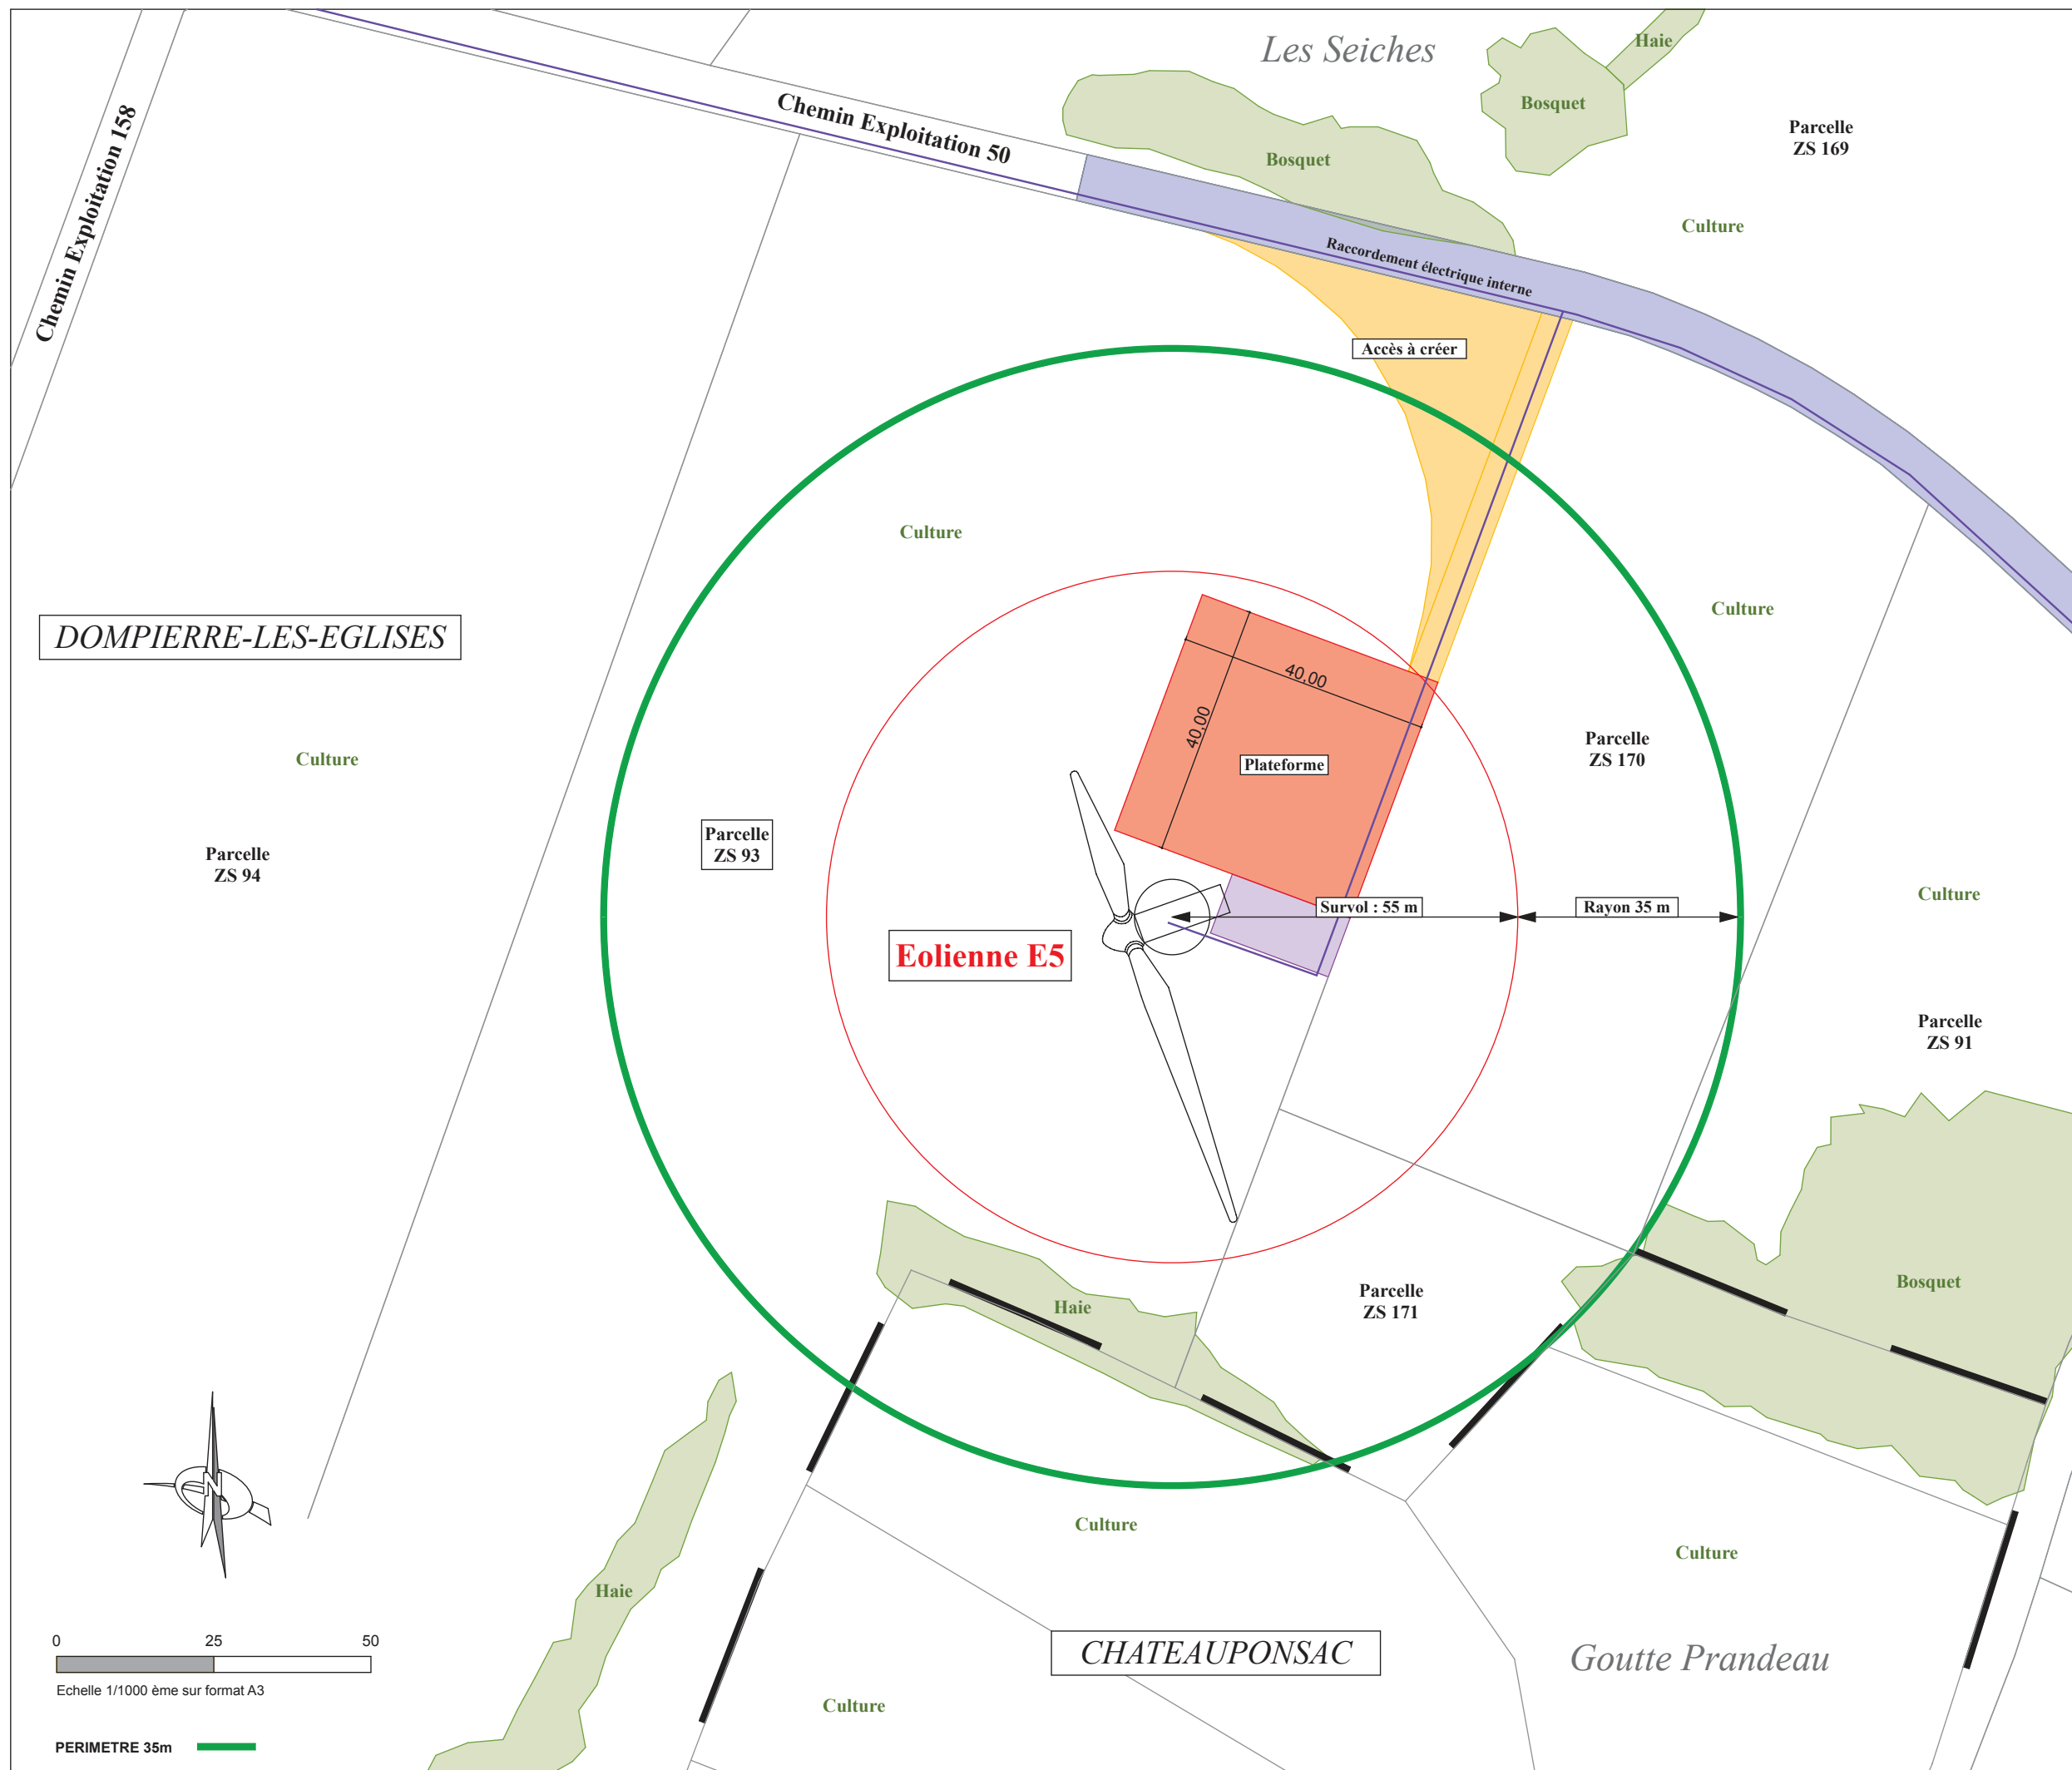 Les Seiches
Haie
Bosquet
Parcelle
ZS 169
Chemin Exploitation 50
Chemin Exploitation 158
Bosquet
Culture
Raccordement électrique interne
Accès à créer
Culture
Culture
DOMPIERRE-LES-EGLISES
40,00
40,00
Plateforme
Parcelle
ZS 170
Culture
Parcelle
ZS 93
Parcelle
ZS 94
Culture
Survol : 55 m
Rayon 35 m
Eolienne E5
Parcelle
ZS 91
Bosquet
Haie
Parcelle
ZS 171
N
Culture
Culture
Haie
0 25 50
Echelle 1/1000 ème sur format A3
CHATEAUPONSAC
Goutte Prandeau
Culture
PERIMETRE 35m